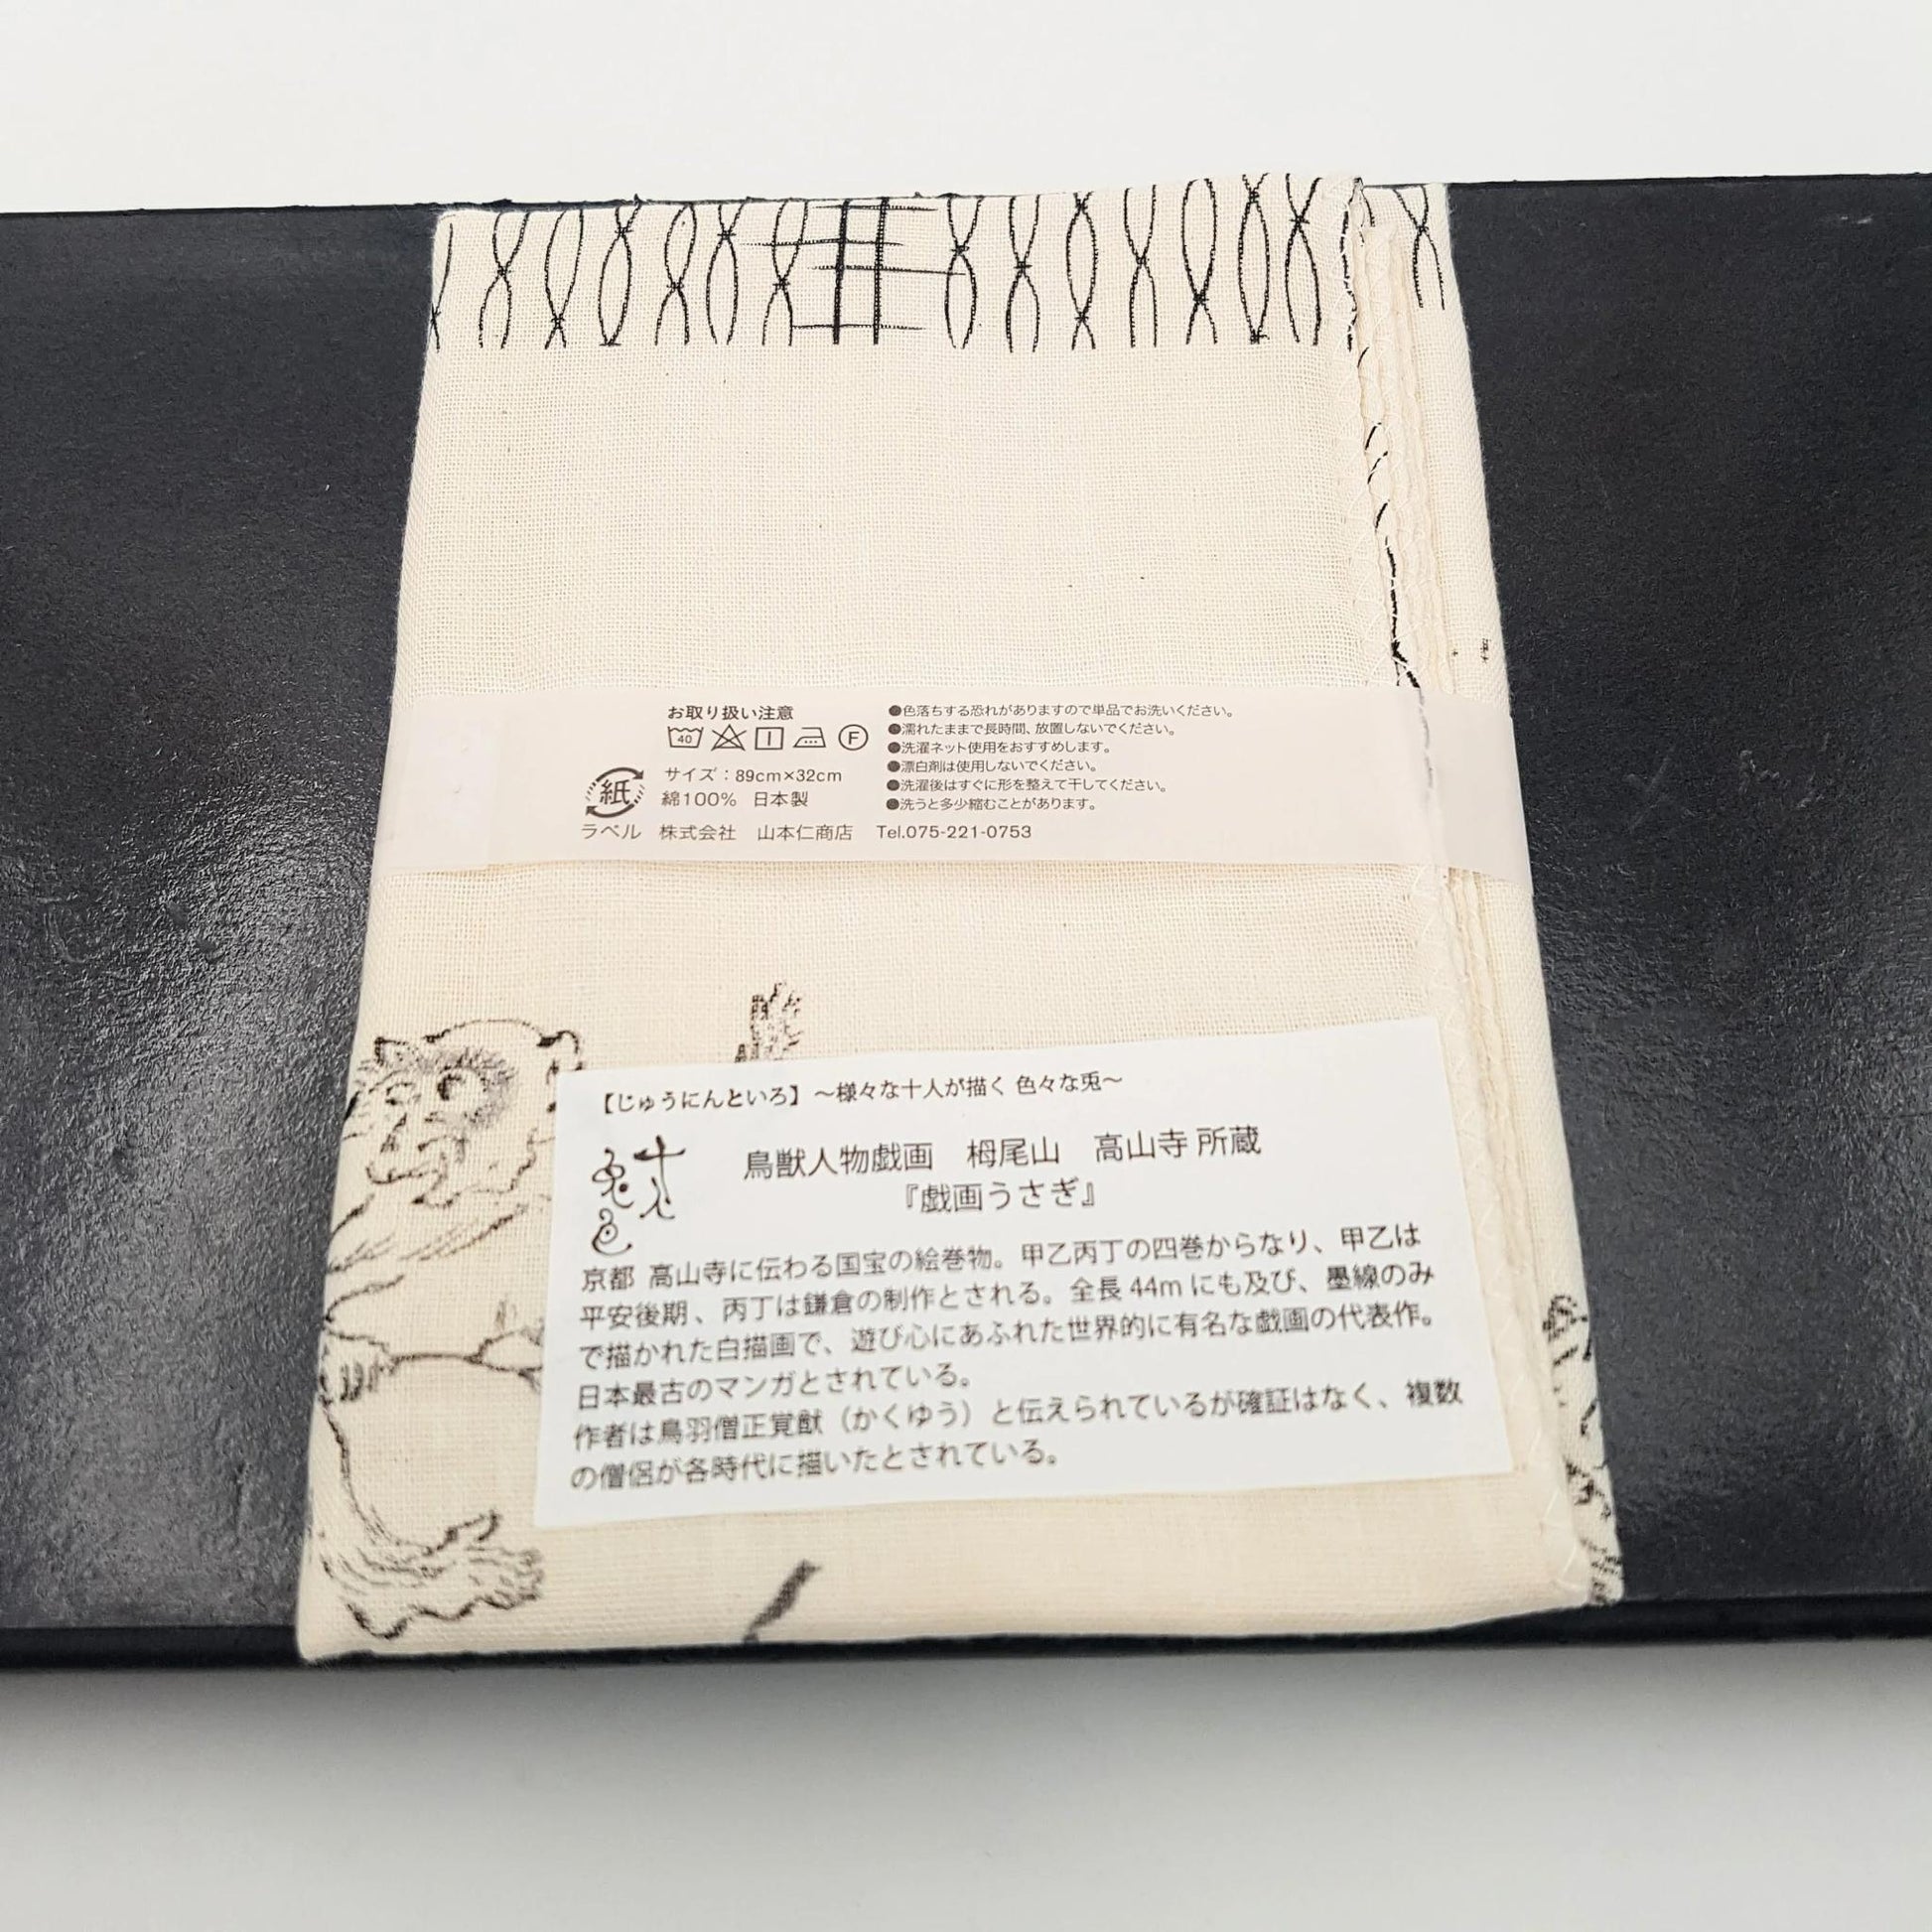 お取り扱い注意
40 F
サイズ：89cm×32cm
綿100% 日本製
紙
ラベル 株式会社 山本仁商店 Tel.075-221-0753
●色落ちする恐れがありますので単品でお洗いください。
●濡れたままで長時間、放置しないでください。
●洗濯ネット使用をおすすめします。
●漂白剤は使用しないでください。
●洗濯後はすぐに形を整えて干してください。
●洗うと多少縮むことがあります。
【じゅうにんといろ】～様々な十人が描く 色々な兎～
十人
兎色
鳥獣人物戯画 栂尾山 高山寺 所蔵
『戯画うさぎ』
京都 高山寺に伝わる国宝の絵巻物。甲乙丙丁の四巻からなり、甲乙は
平安後期、丙丁は鎌倉の制作とされる。全長 44m にも及び、墨線のみ
で描かれた白描画で、遊び心にあふれた世界的に有名な戯画の代表作。
日本最古のマンガとされている。
作者は鳥羽僧正覚猷（かくゆう）と伝えられているが確証はなく、複数
の僧侶が各時代に描いたとされている。